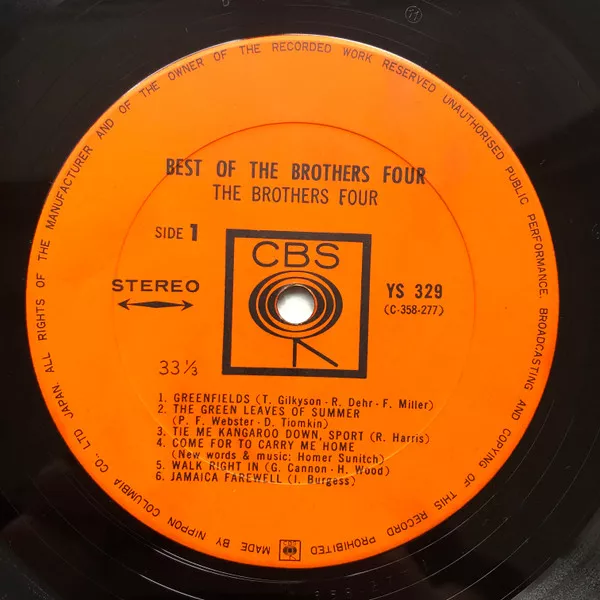 BEST OF THE BROTHERS FOUR
THE BROTHERS FOUR
SIDE 1
CBS
STEREO
YS 329
(C-358-277)
33 1/3
1. GREENFIELDS (T. Gilkyson - R. Dehr - F. Miller)
2. THE GREEN LEAVES OF SUMMER
(P. F. Webster - D. Tiomkin)
3. TIE ME KANGAROO DOWN, SPORT (R. Harris)
4. COME FOR TO CARRY ME HOME
(New words & music: Homer Sunitch)
5. WALK RIGHT IN (G. Cannon - H. Wood)
6. JAMAICA FAREWELL (I. Burgess)
MADE BY NIPPON COLUMBIA CO., LTD JAPAN. ALL RIGHTS OF THE MANUFACTURER AND OF THE OWNER OF THE RECORDED WORK RESERVED UNAUTHORISED PUBLIC PERFORMANCE, BROADCASTING AND COPYING OF THIS RECORD PROHIBITED